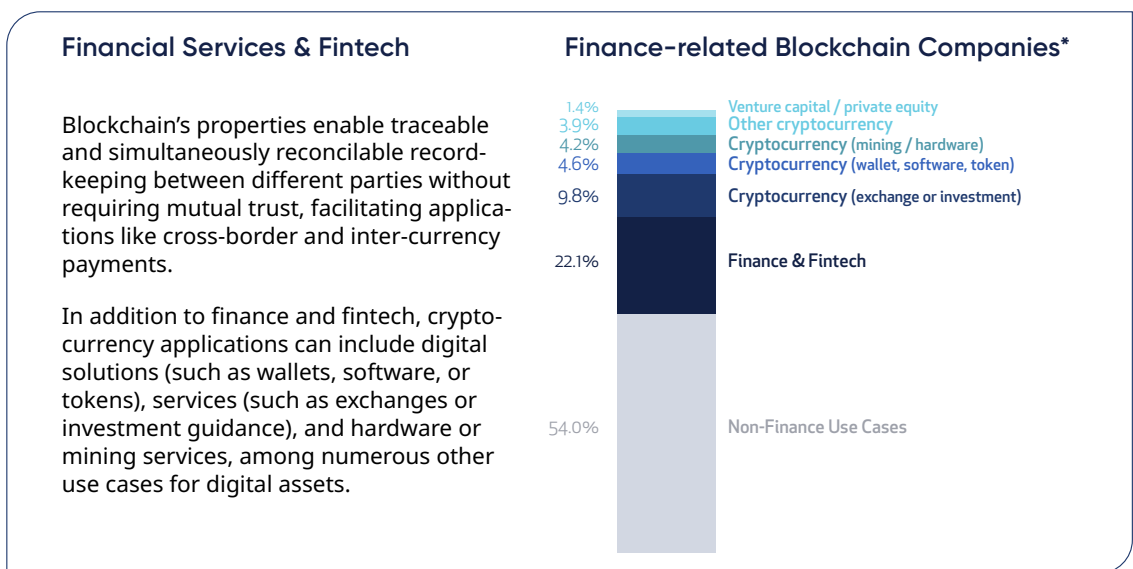 Financial Services & Fintech
Blockchain’s properties enable traceable
and simultaneously reconcilable record-
keeping between different parties without
requiring mutual trust, facilitating applica-
tions like cross-border and inter-currency
payments.
In addition to finance and fintech, crypto-
currency applications can include digital
solutions (such as wallets, software, or
tokens), services (such as exchanges or
investment guidance), and hardware or
mining services, among numerous other
use cases for digital assets.
Finance-related Blockchain Companies*
1.4% Venture capital / private equity
3.9% Other cryptocurrency
4.2% Cryptocurrency (mining / hardware)
4.6% Cryptocurrency (wallet, software, token)
9.8% Cryptocurrency (exchange or investment)
22.1% Finance & Fintech
54.0% Non-Finance Use Cases